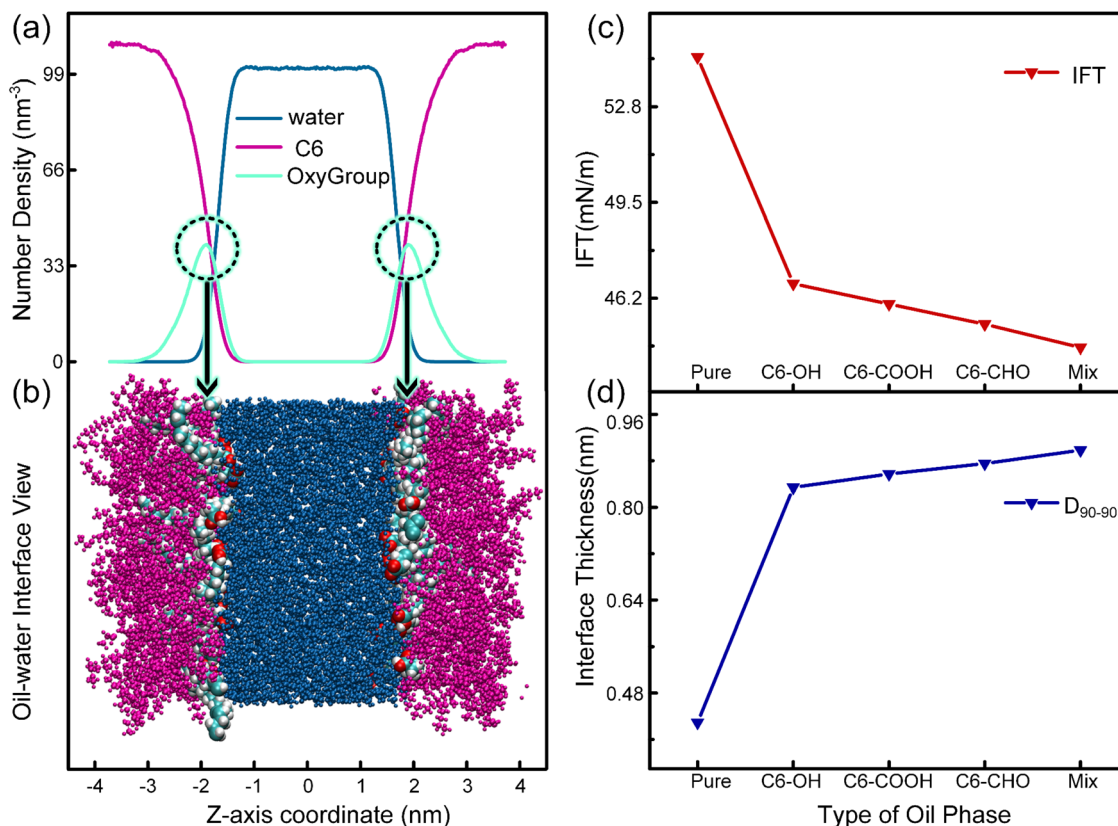 (a)
Number Density (nm-3)
99
66
33
0
water
C6
OxyGroup
(b)
Oil-water Interface View
-4 -3 -2 -1 0 1 2 3 4
Z-axis coordinate (nm)
(c)
IFT(mN/m)
52.8
49.5
46.2
IFT
Pure C6-OH C6-COOH C6-CHO Mix
(d)
Interface Thickness(nm)
0.96
0.80
0.64
0.48
D90-90
Pure C6-OH C6-COOH C6-CHO Mix
Type of Oil Phase